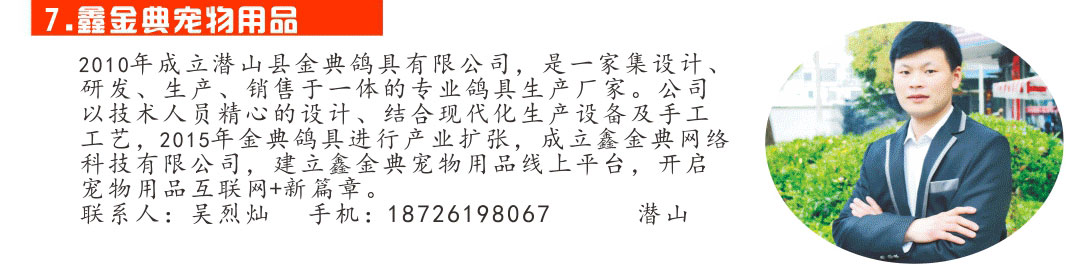 7.鑫金典宠物用品
2010年成立潜山县金典鸽具有限公司，是一家集设计、
研发、生产、销售于一体的专业鸽具生产厂家。公司
以技术人员精心的设计、结合现代化生产设备及手工
工艺，2015年金典鸽具进行产业扩张，成立鑫金典网络
科技有限公司，建立鑫金典宠物用品线上平台，开启
宠物用品互联网+新篇章。
联系人：吴烈灿 手机：18726198067 潜山